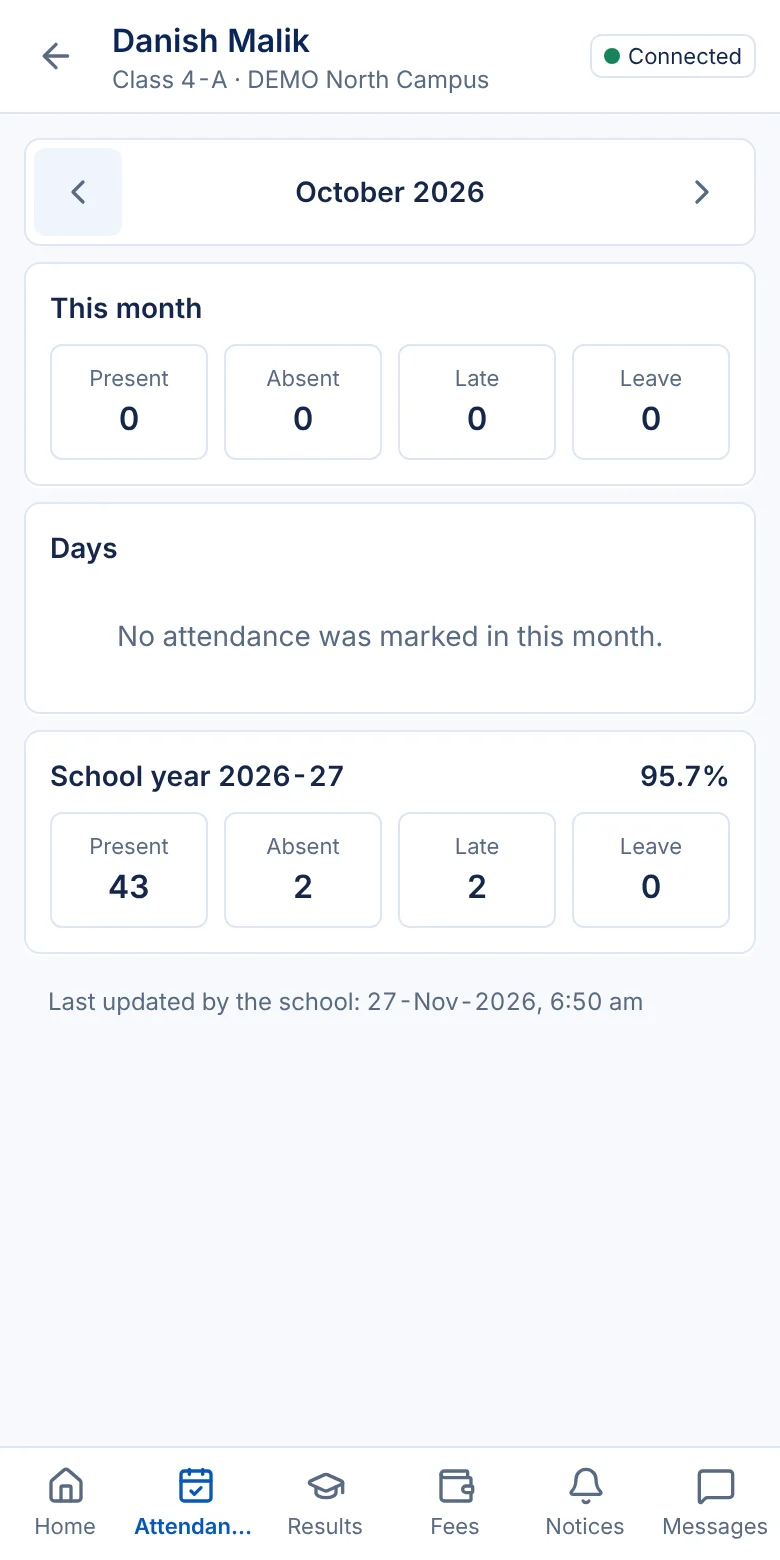 Danish Malik
Class 4-A · DEMO North Campus
Connected
October 2026
This month
Present
Absent
Late
Leave
0
0
0
0
Days
No attendance was marked in this month.
School year 2026-27
95.7%
Present
Absent
Late
Leave
43
2
2
0
Last updated by the school: 27-Nov-2026, 6:50 am
Home
Attendan...
Results
Fees
Notices
Messages